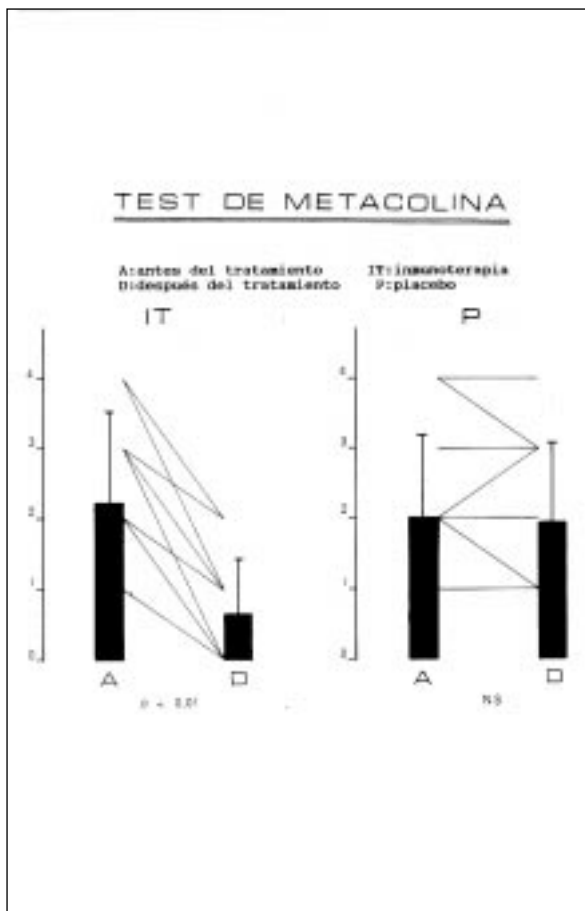 TEST DE METACOLINA
A:antes del tratamiento IT:inmunoterapia
D:después del tratamiento P:placebo
IT P
4 4
3 3
2 2
1 1
0 0
A D A D
NS